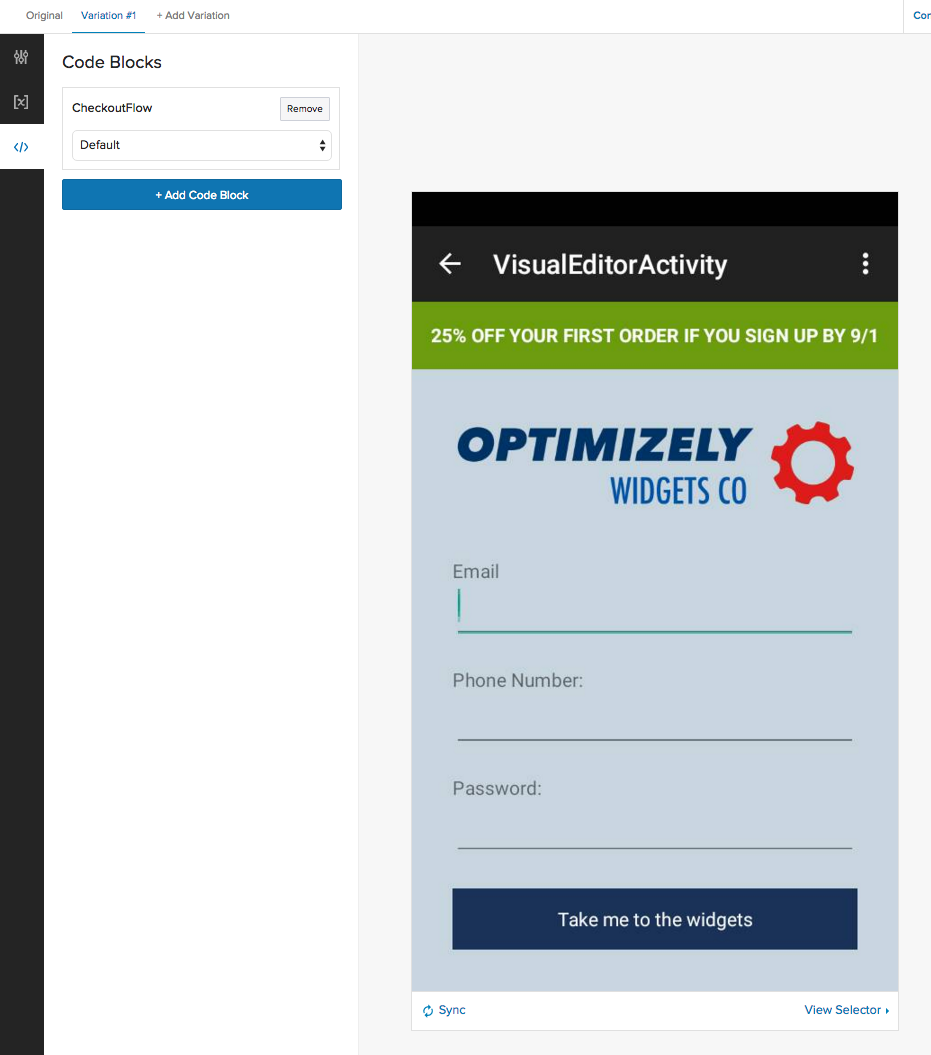 Original Variation #1 + Add Variation
Code Blocks
CheckoutFlow Remove
Default
+ Add Code Block
VisualEditorActivity
25% OFF YOUR FIRST ORDER IF YOU SIGN UP BY 9/1
OPTIMIZELY
WIDGETS CO
Email
Phone Number:
Password:
Take me to the widgets
Sync View Selector